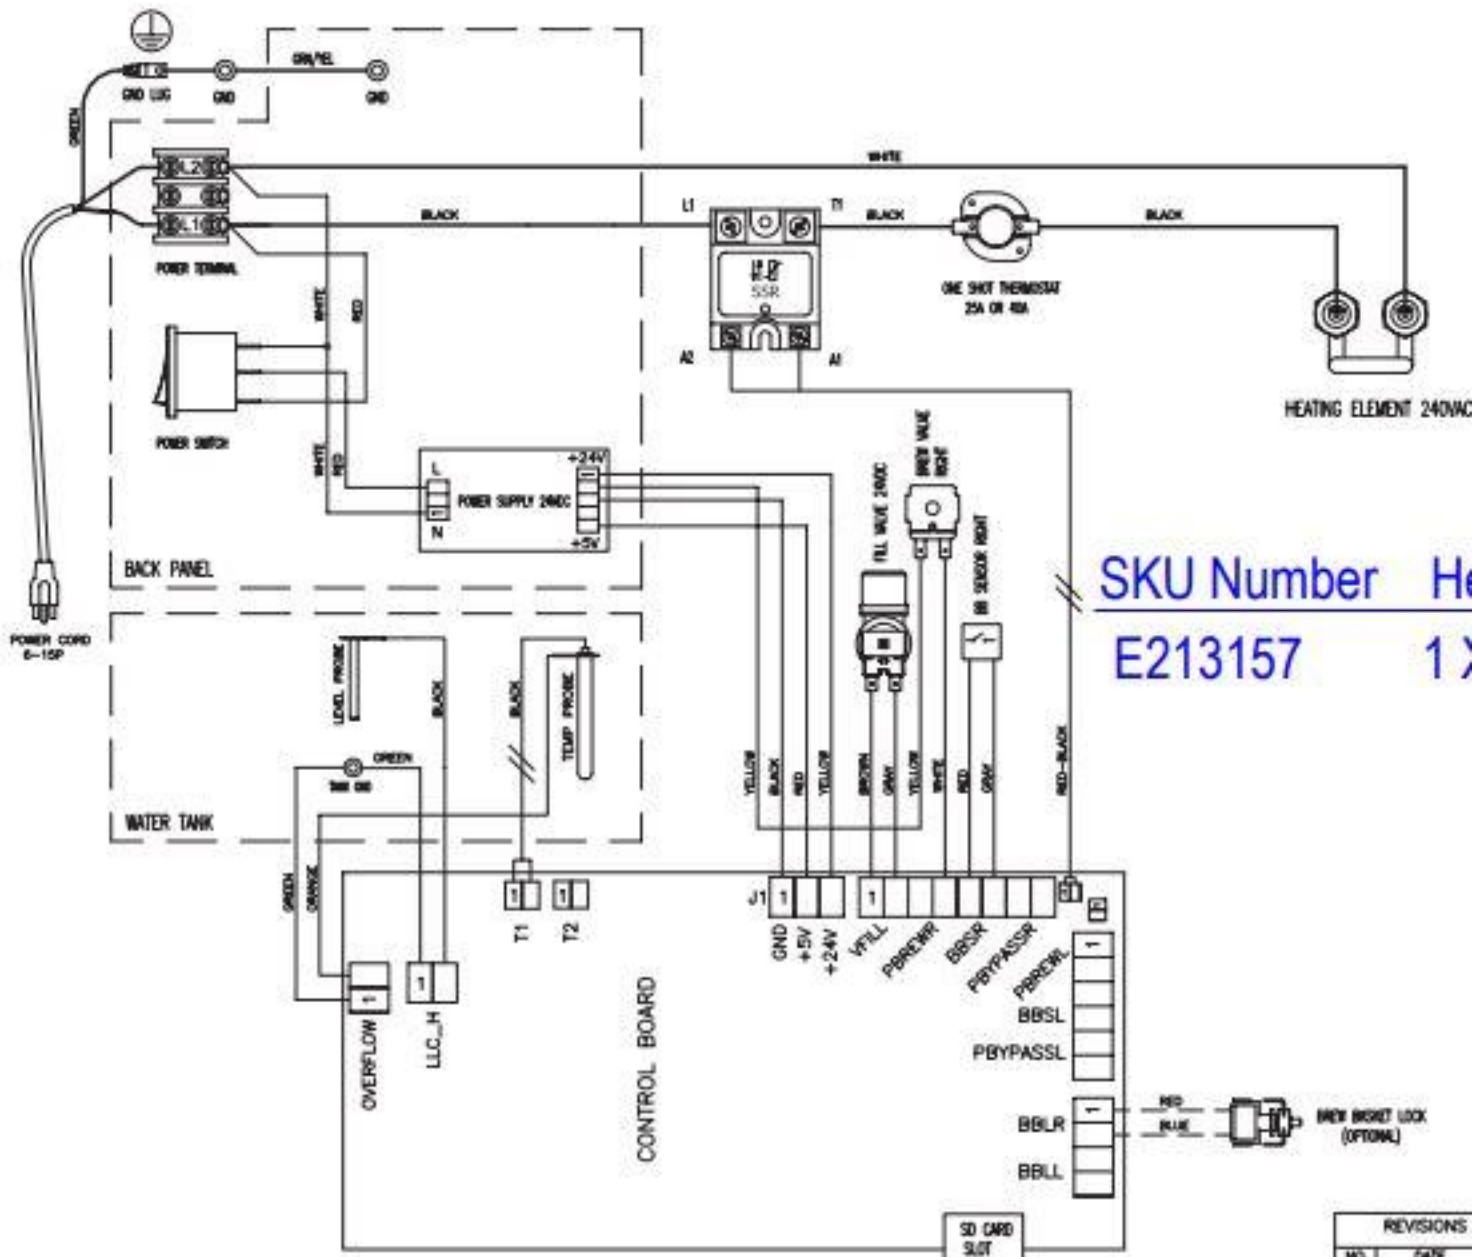 GRN/YEL
GND LUG
GND
GND
GREEN
L2
L1
POWER TERMINAL
WHITE
BLACK
L1
T1
BLACK
BLACK
SSR
ONE SHOT THERMOSTAT
25A OR 40A
A2
A1
HEATING ELEMENT 240VAC
WHITE
RED
POWER SWITCH
WHITE
RED
L
N
POWER SUPPLY 24VDC
+24V
+5V
BACK PANEL
POWER CORD
6-15P
FILL VALVE 24VDC
BREW VALVE
RIGHT
BB SENSOR RIGHT
SKU Number He
E213157 1 X
LEVEL PROBE
BLACK
BLACK
TEMP PROBE
GREEN
TANK GND
WATER TANK
GREEN
ORANGE
YELLOW
BLACK
RED
YELLOW
BROWN
GRAY
YELLOW
WHITE
RED
GRAY
RED-BLACK
1
T1
1
T2
J1
1
GND
+5V
+24V
1
VFILL
PBREWR
BBSR
PBYPASSR
PBREWL
1
BBSL
PBYPASSL
1
OVERFLOW
1
LLC_H
CONTROL BOARD
BBLR
1
BBLL
RED
BLUE
BREW BASKET LOCK
(OPTIONAL)
SD CARD
SLOT
REVISIONS
NO. DATE